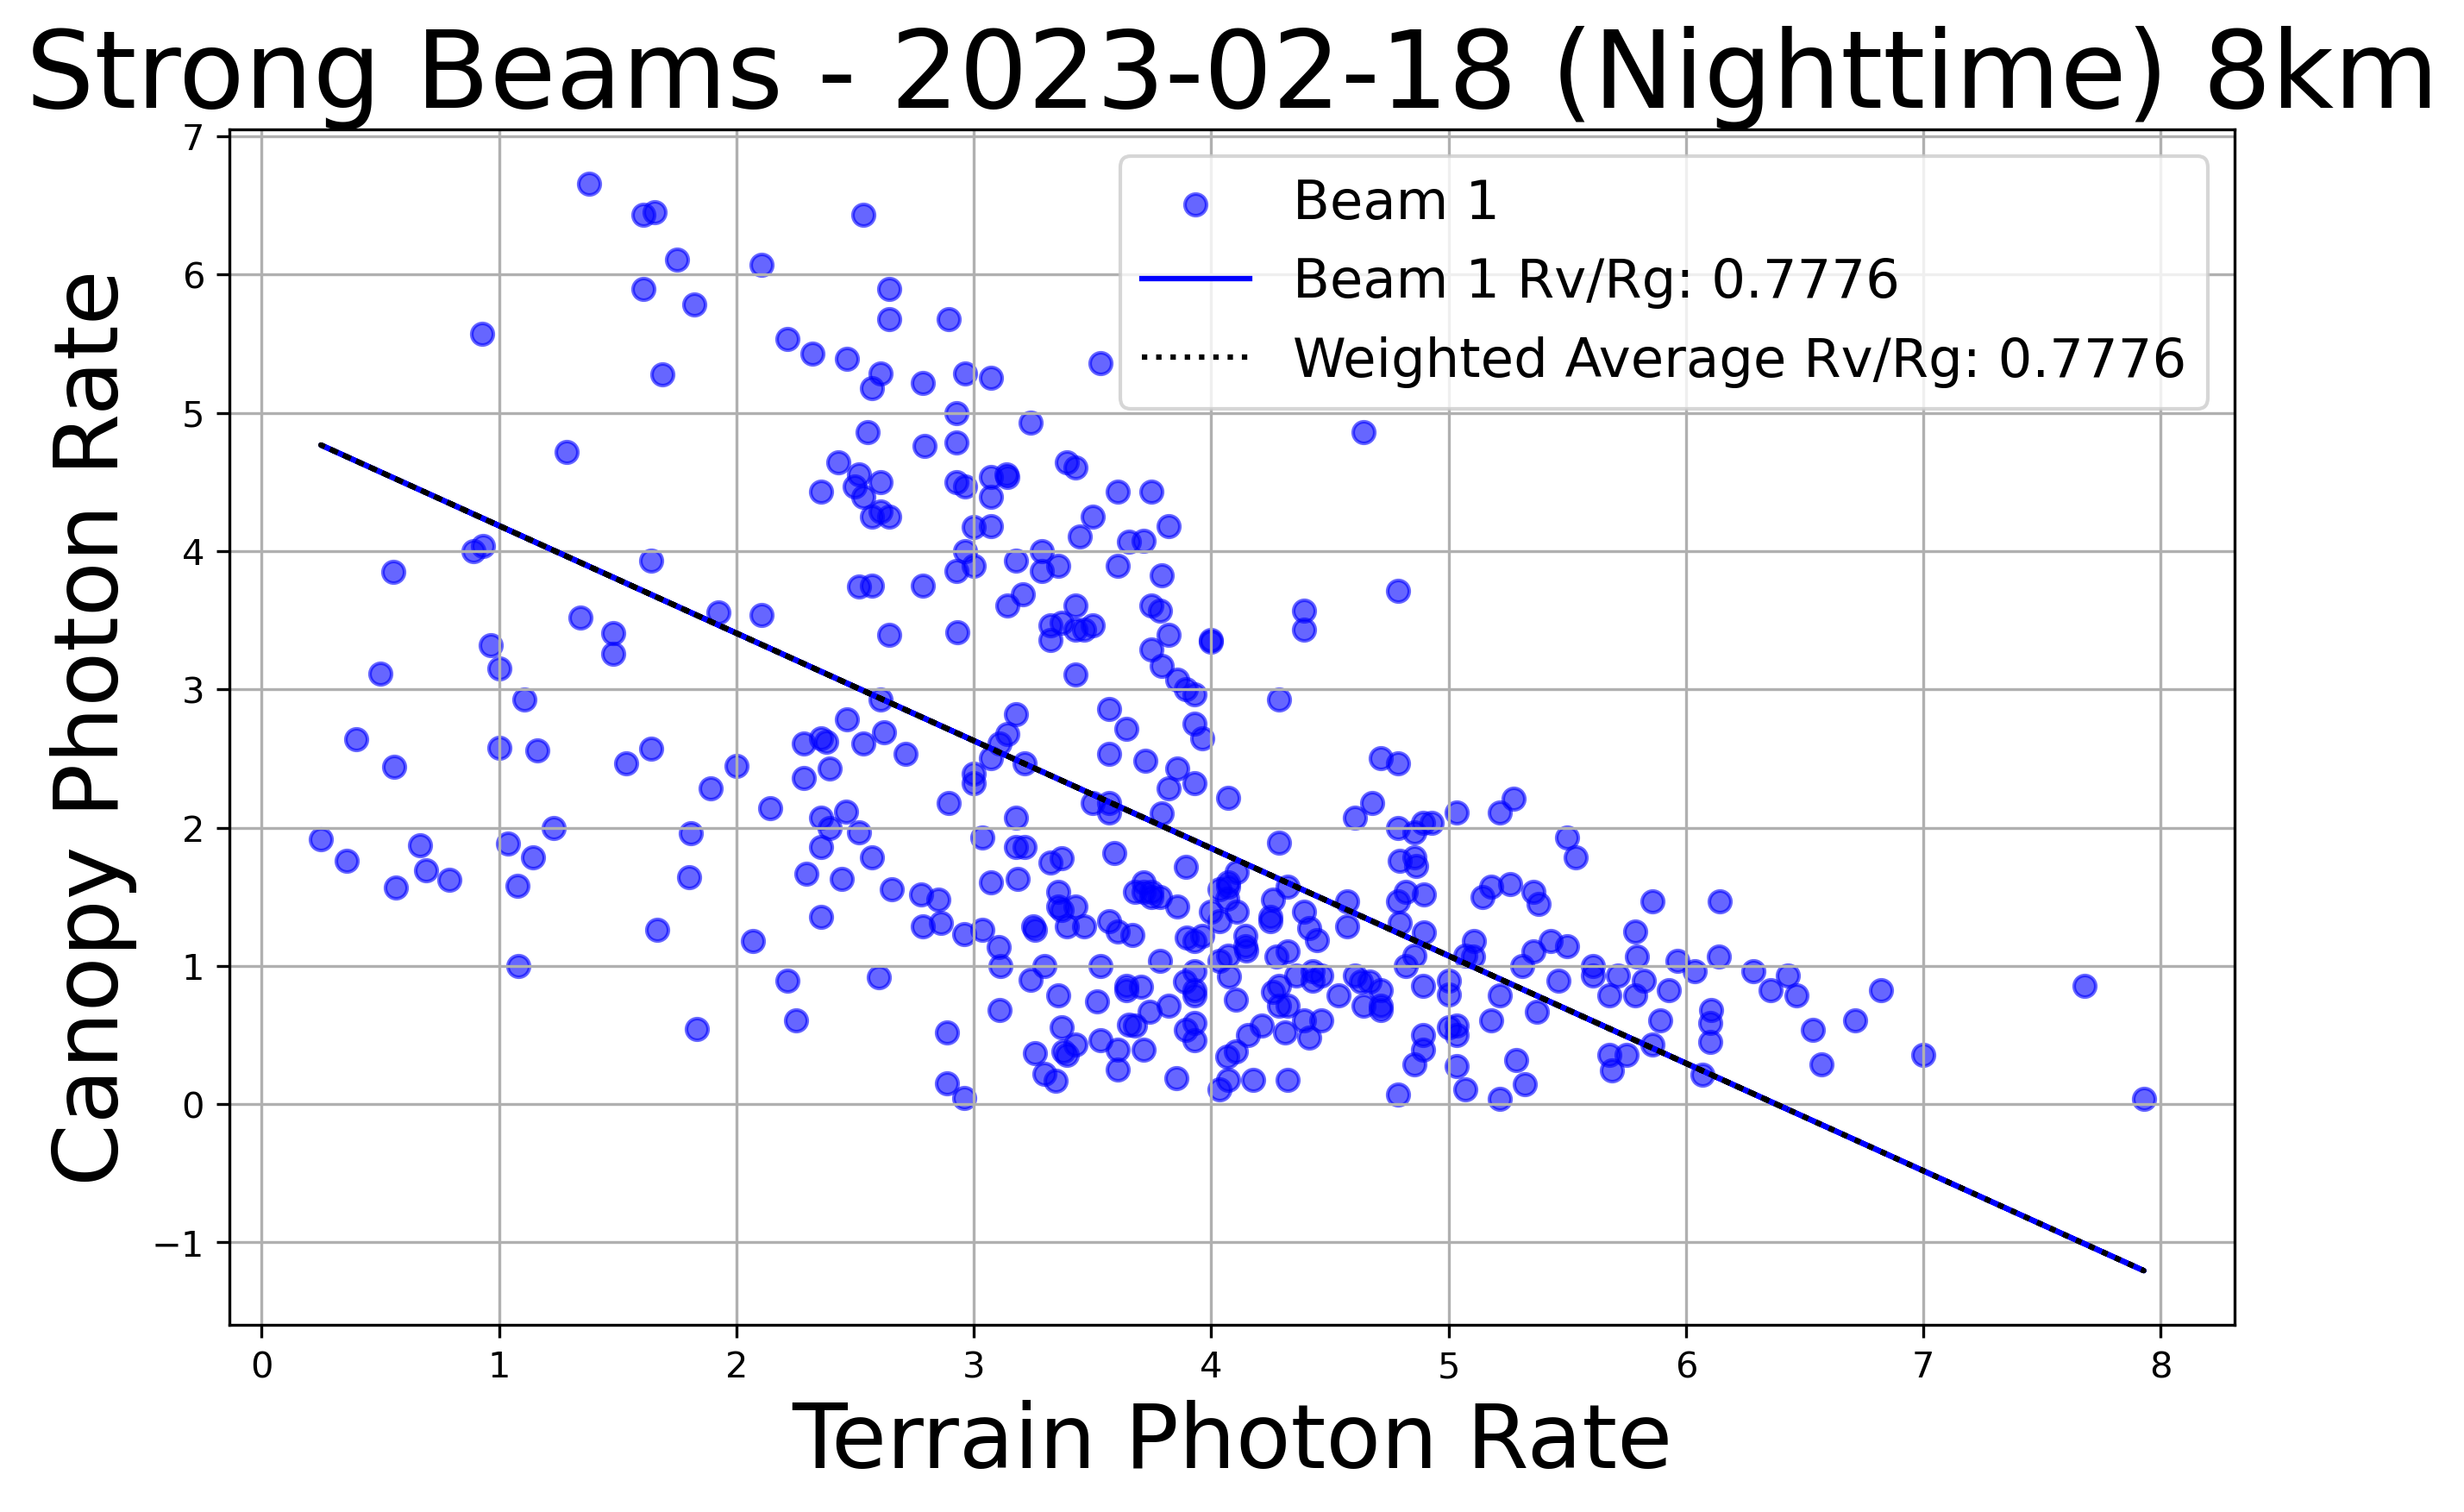 Strong Beams - 2023-02-18 (Nighttime) 8km
Beam 1
Beam 1 Rv/Rg: 0.7776
Weighted Average Rv/Rg: 0.7776
Canopy Photon Rate
7
6
5
4
3
2
1
0
−1
0 1 2 3 4 5 6 7 8
Terrain Photon Rate